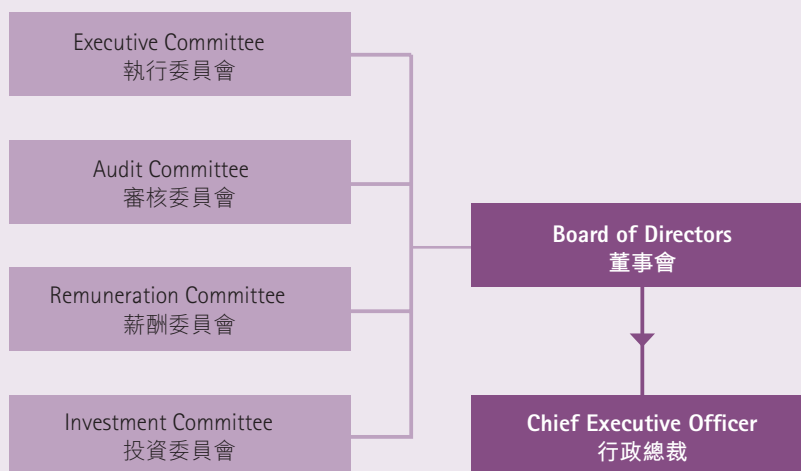 Executive Committee
執行委員會
Audit Committee
審核委員會
Remuneration Committee
薪酬委員會
Investment Committee
投資委員會
Board of Directors
董事會
Chief Executive Officer
行政總裁